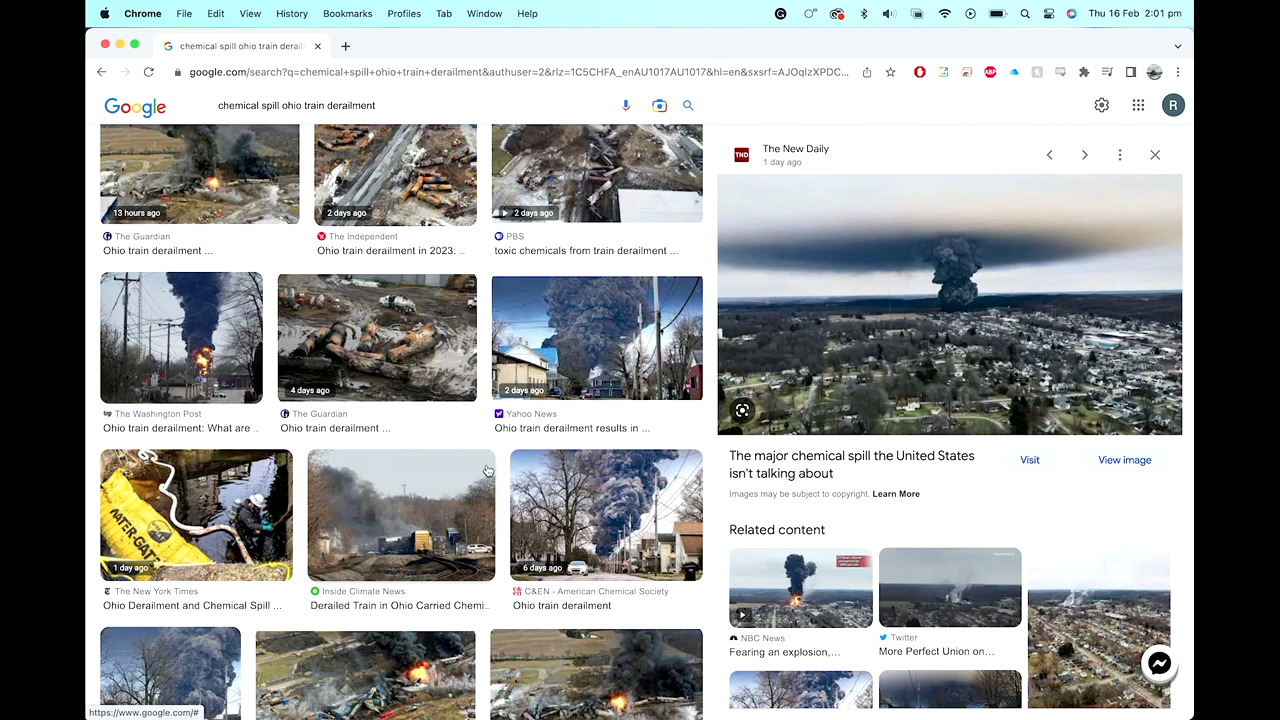 Chrome File Edit View History Bookmarks Profiles Tab Window Help
Thu 16 Feb 2:01 pm
chemical spill ohio train derail
google.com/search?q=chemical+spill+ohio+train+derailment&authuser=2&rlz=1C5CHFA_enAU1017AU1017&hl=en&sxsrf=AJOqlzXPDC...
Google
chemical spill ohio train derailment
R
13 hours ago
The Guardian
Ohio train derailment ...
2 days ago
The Independent
Ohio train derailment in 2023: ..
2 days ago
PBS
toxic chemicals from train derailment ...
The Washington Post
Ohio train derailment: What are ..
4 days ago
The Guardian
Ohio train derailment ...
2 days ago
Yahoo News
Ohio train derailment results in ...
WATER-GATE
1 day ago
The New York Times
Ohio Derailment and Chemical Spill ...
Inside Climate News
Derailed Train in Ohio Carried Chemi..
6 days ago
C&EN - American Chemical Society
Ohio train derailment
TND
The New Daily
1 day ago
The major chemical spill the United States
isn't talking about
Visit
View image
Images may be subject to copyright. Learn More
Related content
NBC News
Fearing an explosion,...
Twitter
More Perfect Union on...
ABP
https://www.google.com/#